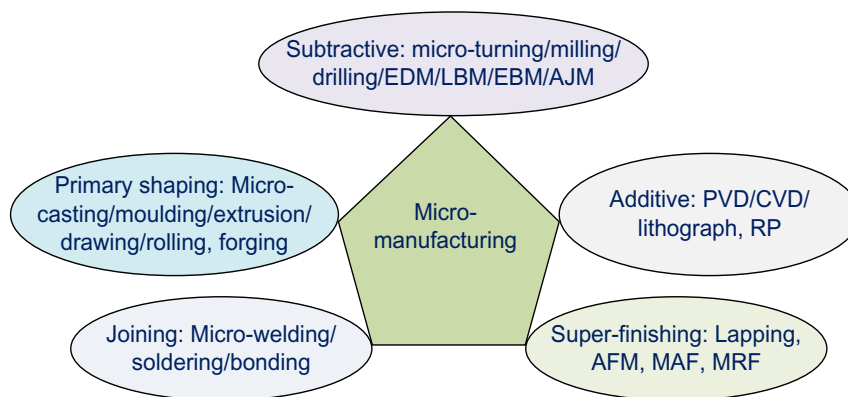 Subtractive: micro-turning/milling/
drilling/EDM/LBM/EBM/AJM
Primary shaping: Micro-
casting/moulding/extrusion/
drawing/rolling, forging
Micro-
manufacturing
Additive: PVD/CVD/
lithograph, RP
Joining: Micro-welding/
soldering/bonding
Super-finishing: Lapping,
AFM, MAF, MRF